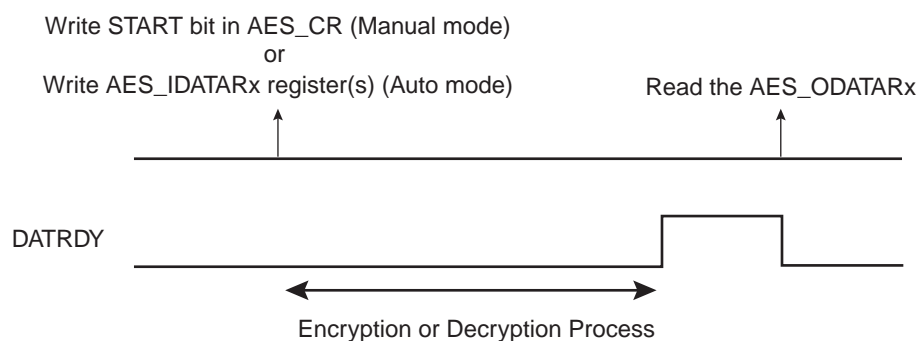 Write START bit in AES_CR (Manual mode)
or
Write AES_IDATARx register(s) (Auto mode)
Read the AES_ODATARx
DATRDY
Encryption or Decryption Process